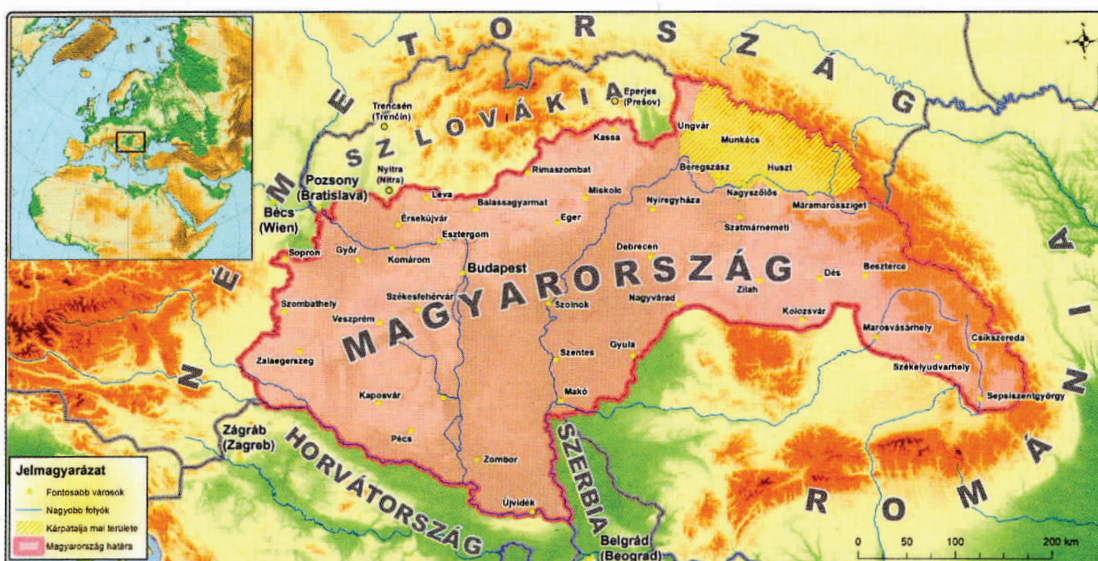 NÉMETORSZÁG
SZLOVÁKIA
MAGYARORSZÁG
ROMÁNIA
HORVÁTORSZÁG
SZERBIA
Trencsén
(Trenčín)
Eperjes
(Prešov)
Nyitra
(Nitra)
Pozsony
(Bratislava)
Bécs
(Wien)
Kassa
Ungvár
Munkács
Beregszász
Huszt
Rimaszombat
Léva
Balassagyarmat
Miskolc
Nagyszőlős
Máramarossziget
Nyíregyháza
Érsekújvár
Eger
Szatmárnémeti
Esztergom
Sopron
Győr
Komárom
Budapest
Debrecen
Beszterce
Dés
Zilah
Szombathely
Székesfehérvár
Szolnok
Nagyvárad
Kolozsvár
Veszprém
Marosvásárhely
Csíkszereda
Zalaegerszeg
Szentes
Gyula
Székelyudvarhely
Kaposvár
Makó
Sepsiszentgyörgy
Pécs
Zágráb
(Zagreb)
Zombor
Újvidék
Belgrád
(Beograd)
Jelmagyarázat
Fontosabb városok
Nagyobb folyók
Kárpátalja mai területe
Magyarország határa
0 50 100 200 km